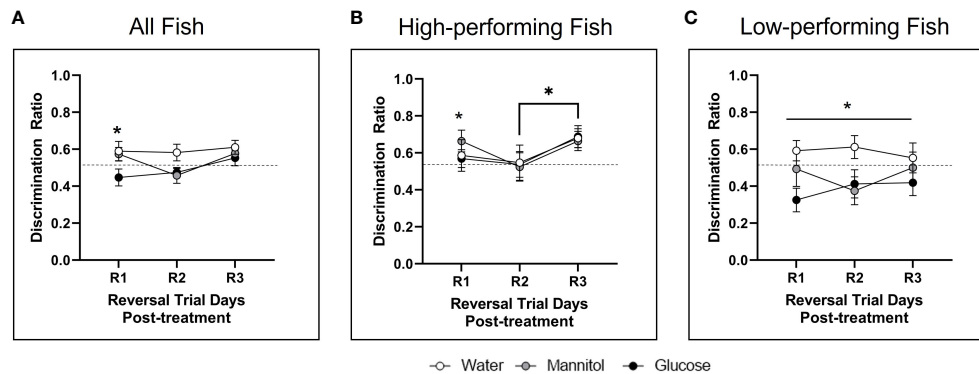 A
All Fish
Discrimination Ratio
1.0
0.8
0.6
0.4
0.2
0.0
*
R1 R2 R3
Reversal Trial Days
Post-treatment
B
High-performing Fish
Discrimination Ratio
1.0
0.8
0.6
0.4
0.2
0.0
* *
R1 R2 R3
Reversal Trial Days
Post-treatment
C
Low-performing Fish
Discrimination Ratio
1.0
0.8
0.6
0.4
0.2
0.0
*
R1 R2 R3
Reversal Trial Days
Post-treatment
Water Mannitol Glucose